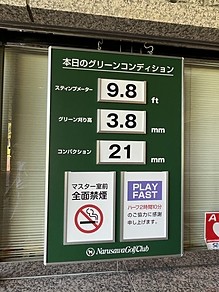 本日のグリーンコンディション
スティンプメーター 9.8 ft
グリーン刈り高 3.8 mm
コンパクション 21 mm
マスター室前
全面禁煙
PLAY
FAST
ハーフ2時間10分
のご協力に感謝
申し上げます。
Narusawa Golf Club
A